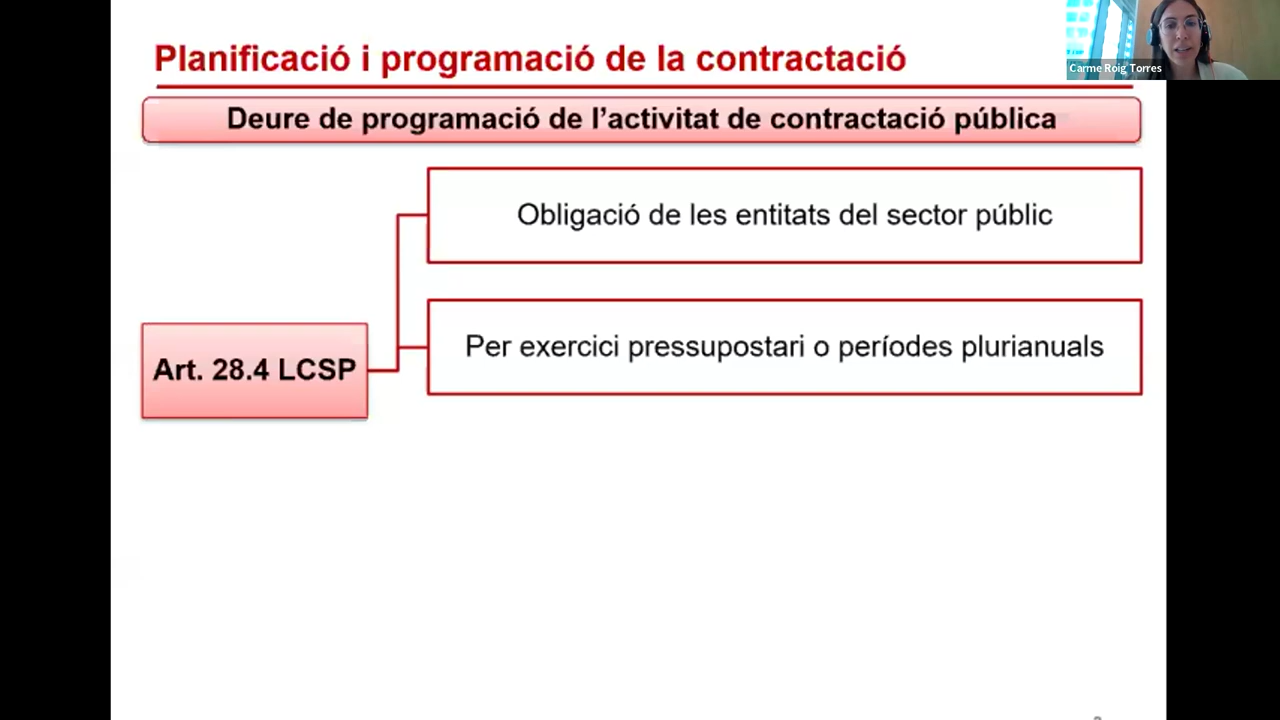 Planificació i programació de la contractació
Carme Roig Torres
Deure de programació de l’activitat de contractació pública
Obligació de les entitats del sector públic
Per exercici pressupostari o períodes plurianuals
Art. 28.4 LCSP